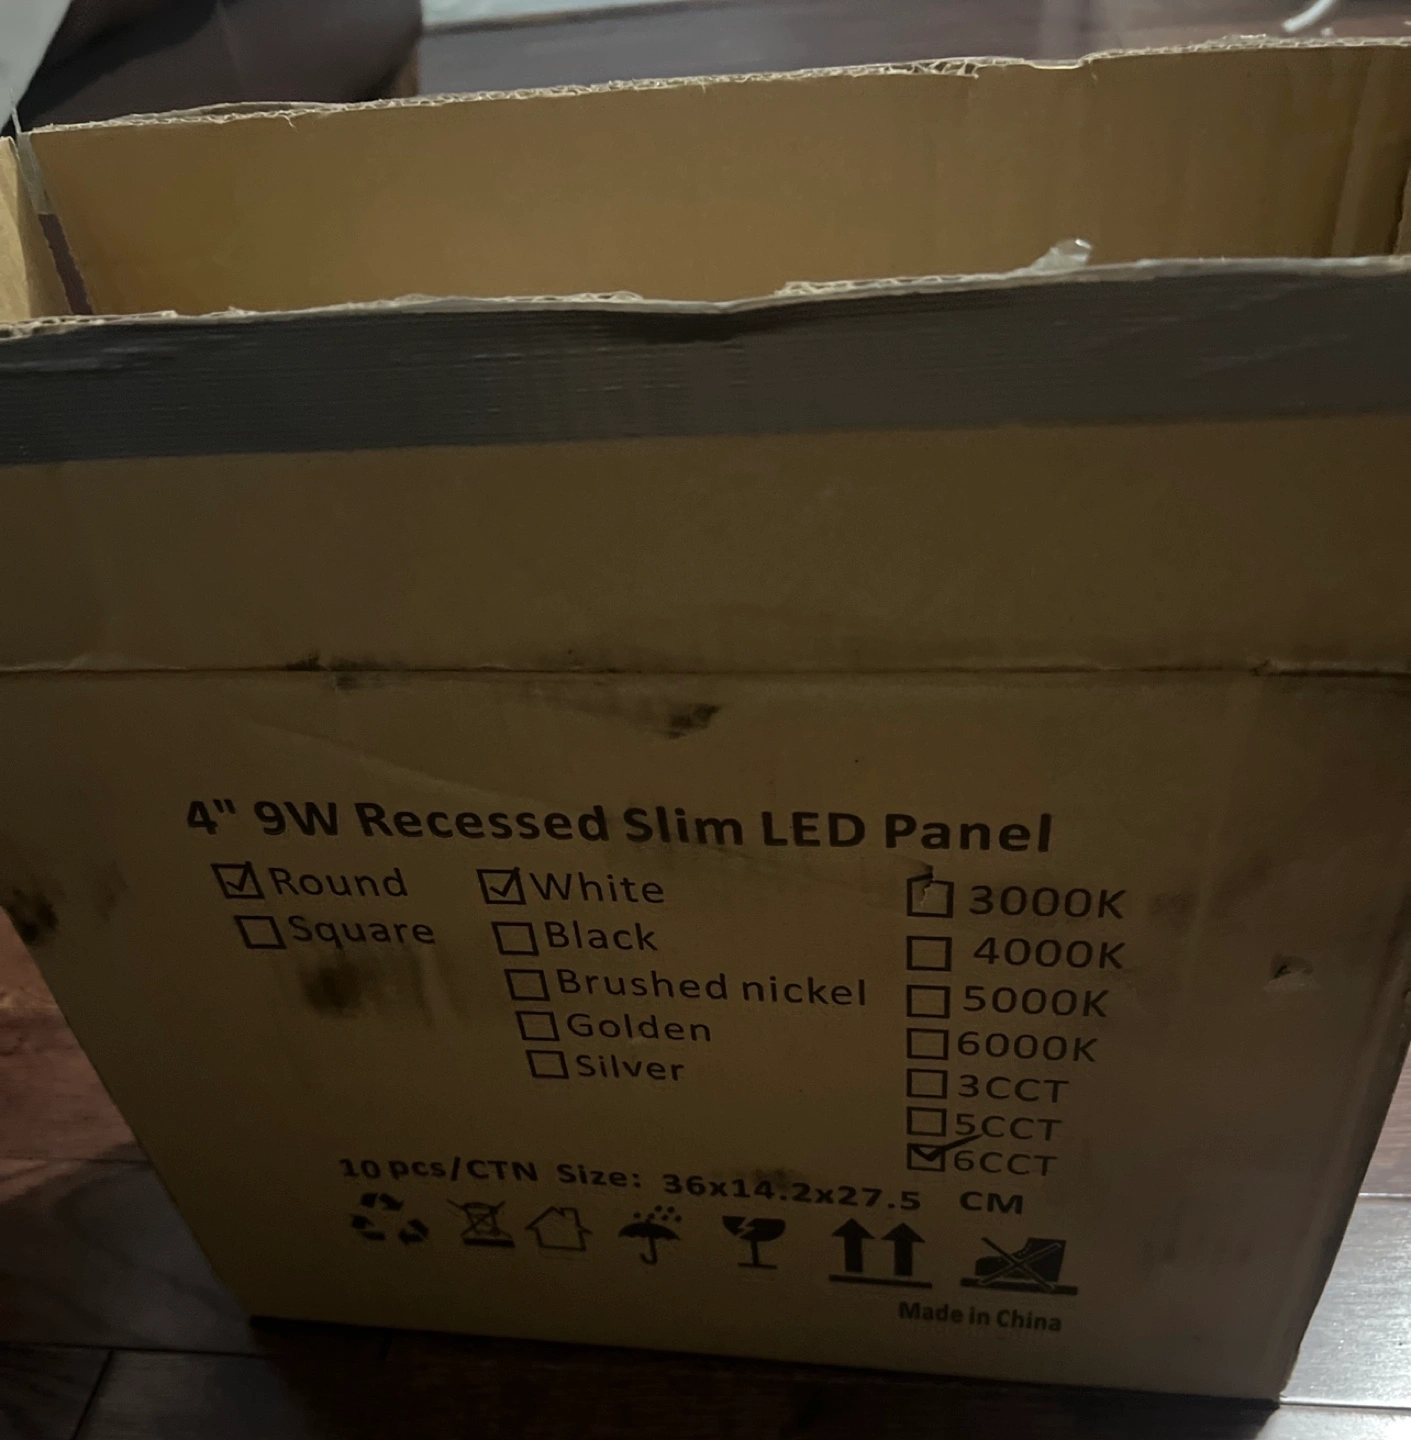 4" 9W Recessed Slim LED Panel
Round White 3000K
Square Black 4000K
Brushed nickel 5000K
Golden 6000K
Silver 3CCT
5CCT
6CCT
10 pcs/CTN Size: 36x14.2x27.5 CM
Made in China